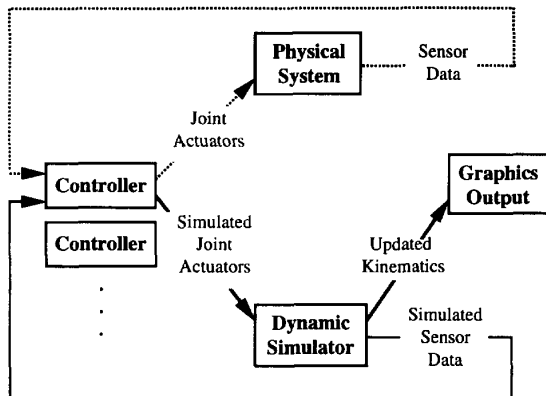 Physical
System
Sensor
Data
Joint
Actuators
Controller
Graphics
Output
Controller
Simulated
Joint
Actuators
Updated
Kinematics
Dynamic
Simulator
Simulated
Sensor
Data